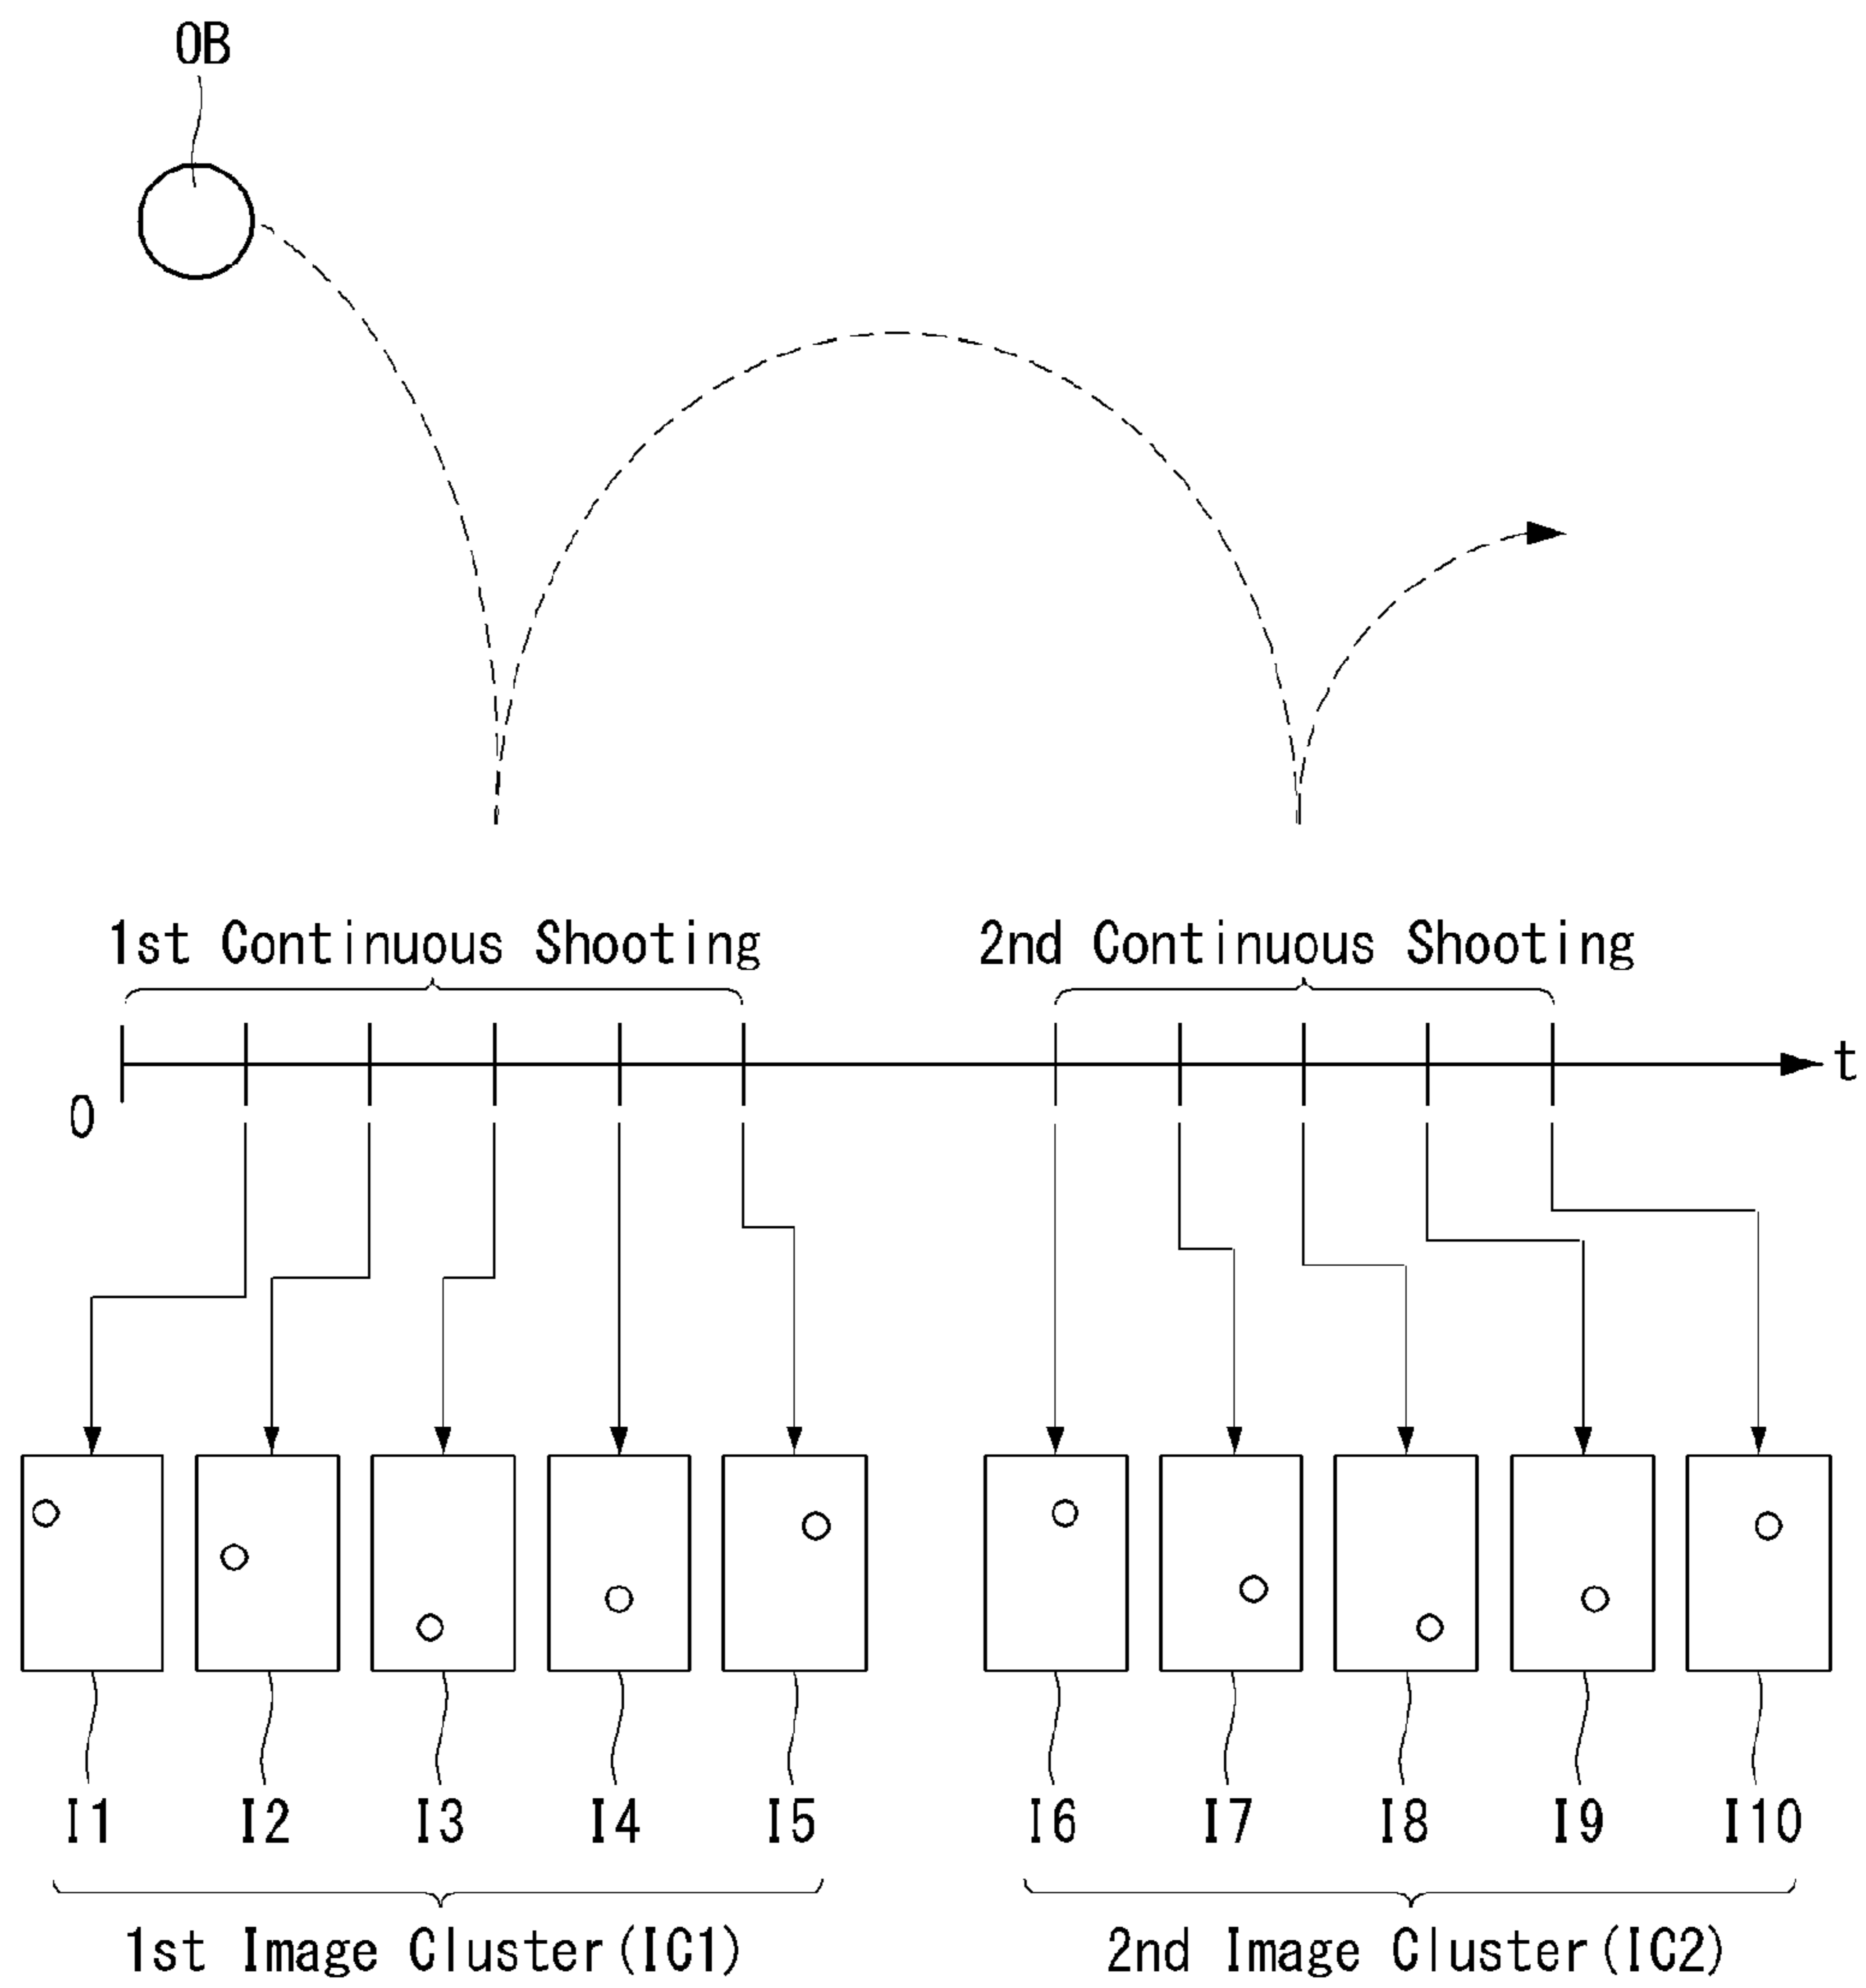 OB
1st Continuous Shooting 2nd Continuous Shooting
t
0
I1 I2 I3 I4 I5 I6 I7 I8 I9 I10
1st Image Cluster(IC1) 2nd Image Cluster(IC2)